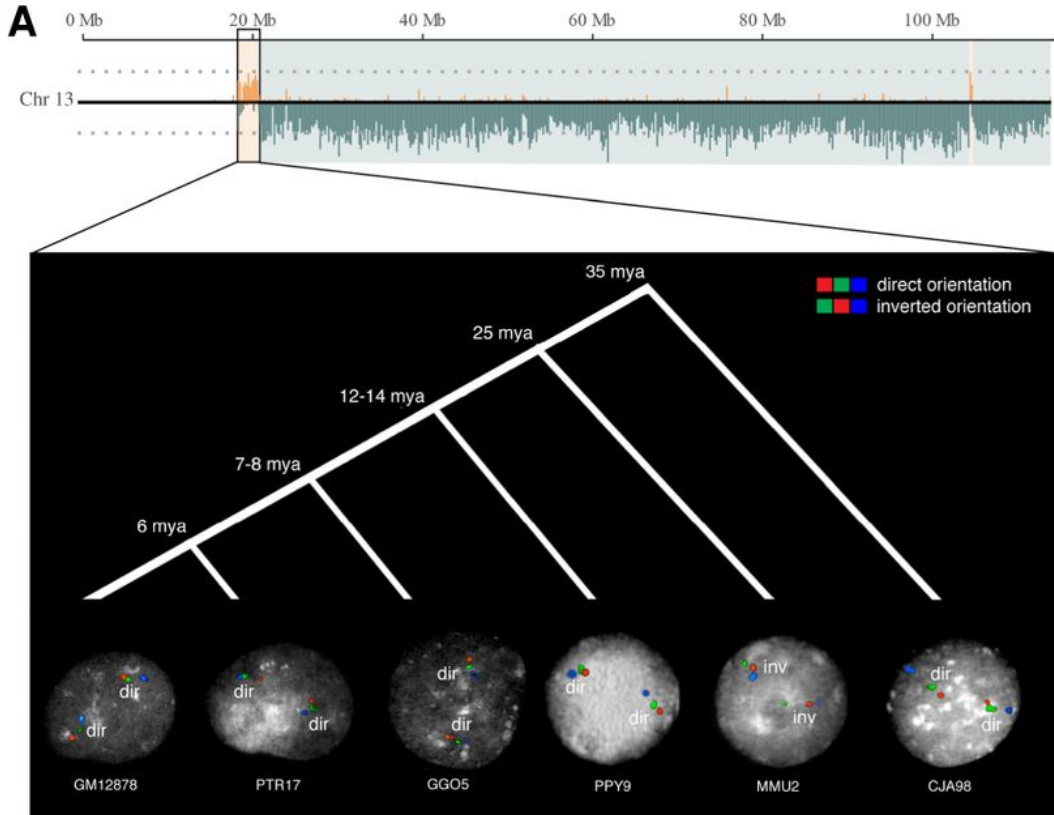 A
0 Mb 20 Mb 40 Mb 60 Mb 80 Mb 100 Mb
Chr 13
35 mya
direct orientation
inverted orientation
25 mya
12-14 mya
7-8 mya
6 mya
dir dir dir dir inv dir
dir dir dir dir inv dir
GM12878 PTR17 GGO5 PPY9 MMU2 CJA98